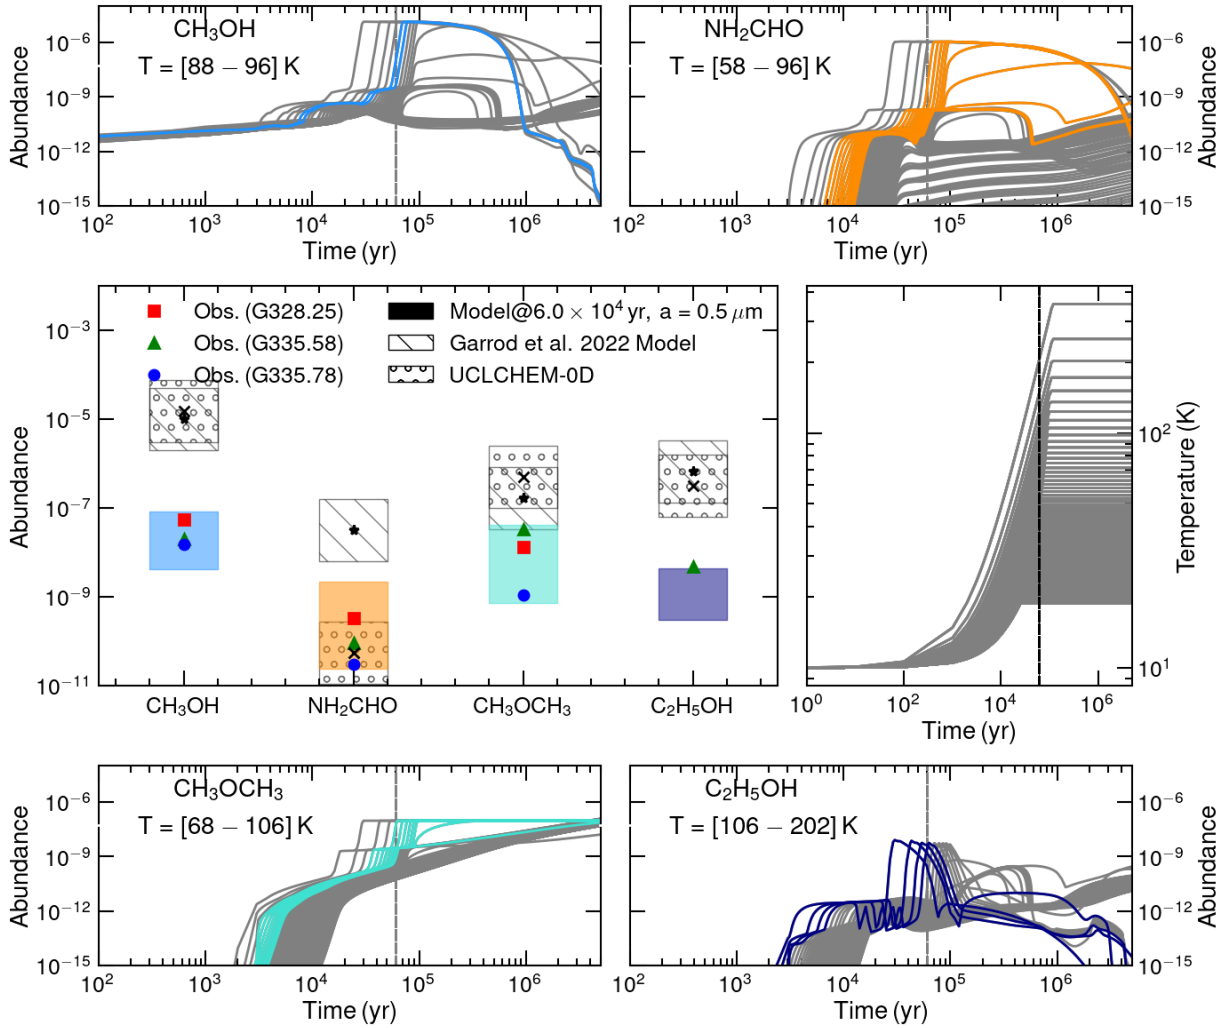 CH₃OH
T = [88 − 96] K
Abundance
10⁻⁶
10⁻⁹
10⁻¹²
10⁻¹⁵
10² 10³ 10⁴ 10⁵ 10⁶
Time (yr)
NH₂CHO
T = [58 − 96] K
Abundance
10⁻⁶
10⁻⁹
10⁻¹²
10⁻¹⁵
10² 10³ 10⁴ 10⁵ 10⁶
Time (yr)
Obs. (G328.25)
Obs. (G335.58)
Obs. (G335.78)
Model@6.0 × 10⁴ yr, a = 0.5 μm
Garrod et al. 2022 Model
UCLCHEM-0D
Abundance
10⁻³
10⁻⁵
10⁻⁷
10⁻⁹
10⁻¹¹
CH₃OH NH₂CHO CH₃OCH₃ C₂H₅OH
Temperature (K)
10²
10¹
10⁰ 10² 10⁴ 10⁶
Time (yr)
CH₃OCH₃
T = [68 − 106] K
Abundance
10⁻⁶
10⁻⁹
10⁻¹²
10⁻¹⁵
10² 10³ 10⁴ 10⁵ 10⁶
Time (yr)
C₂H₅OH
T = [106 − 202] K
Abundance
10⁻⁶
10⁻⁹
10⁻¹²
10⁻¹⁵
10² 10³ 10⁴ 10⁵ 10⁶
Time (yr)